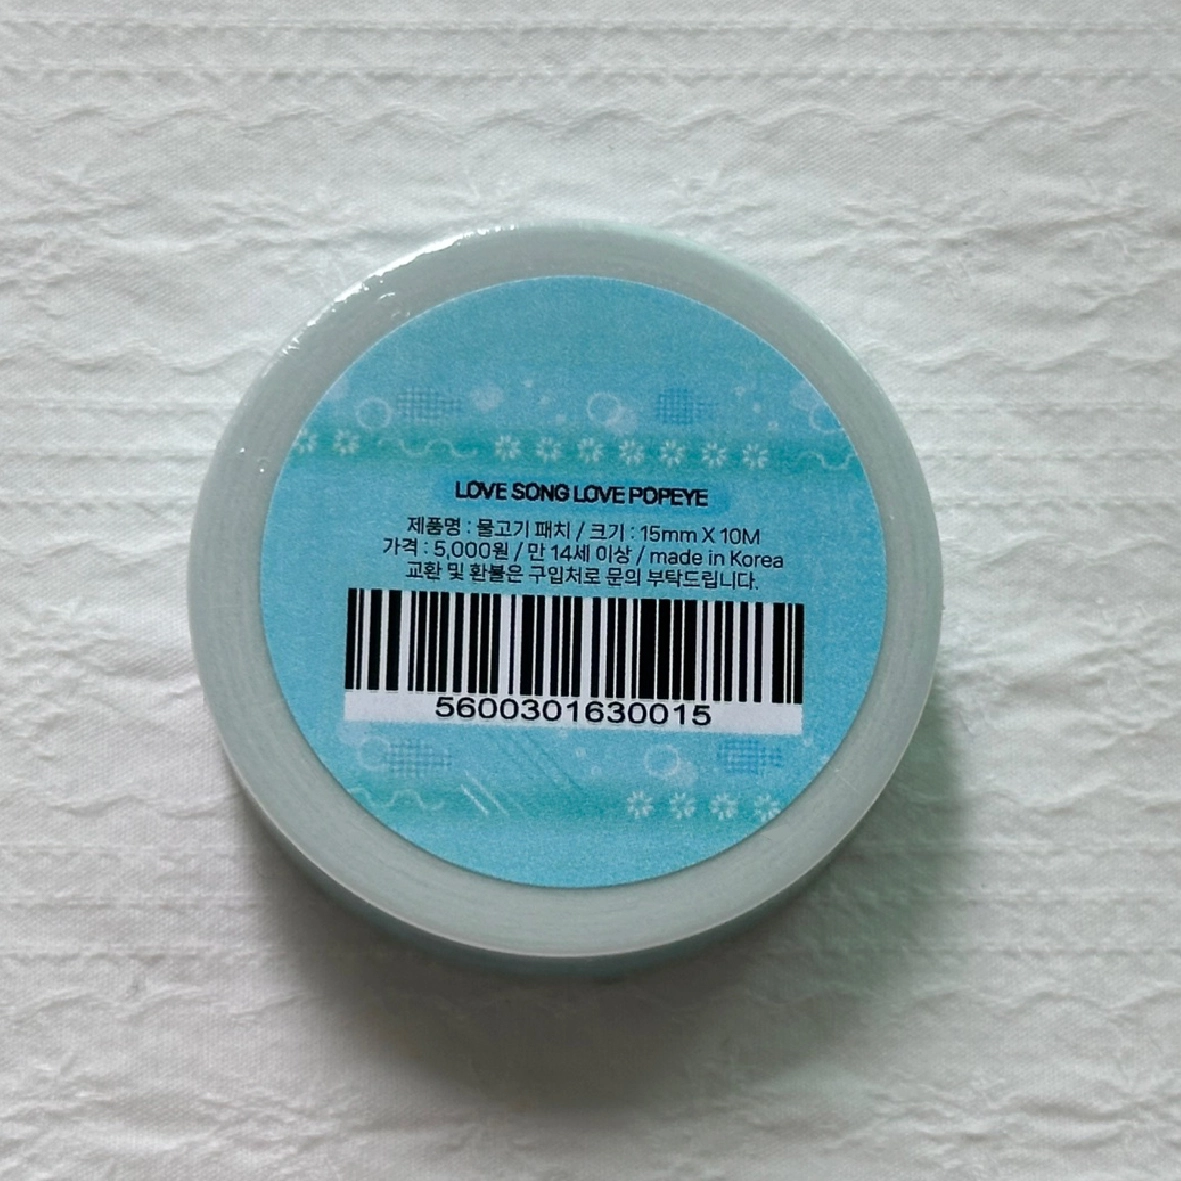 LOVE SONG LOVE POPEYE
제품명 : 물고기 패치 / 크기 : 15mm X 10M
가격 : 5,000원 / 만 14세 이상 / made in Korea
교환 및 환불은 구입처로 문의 부탁드립니다.
5600301630015